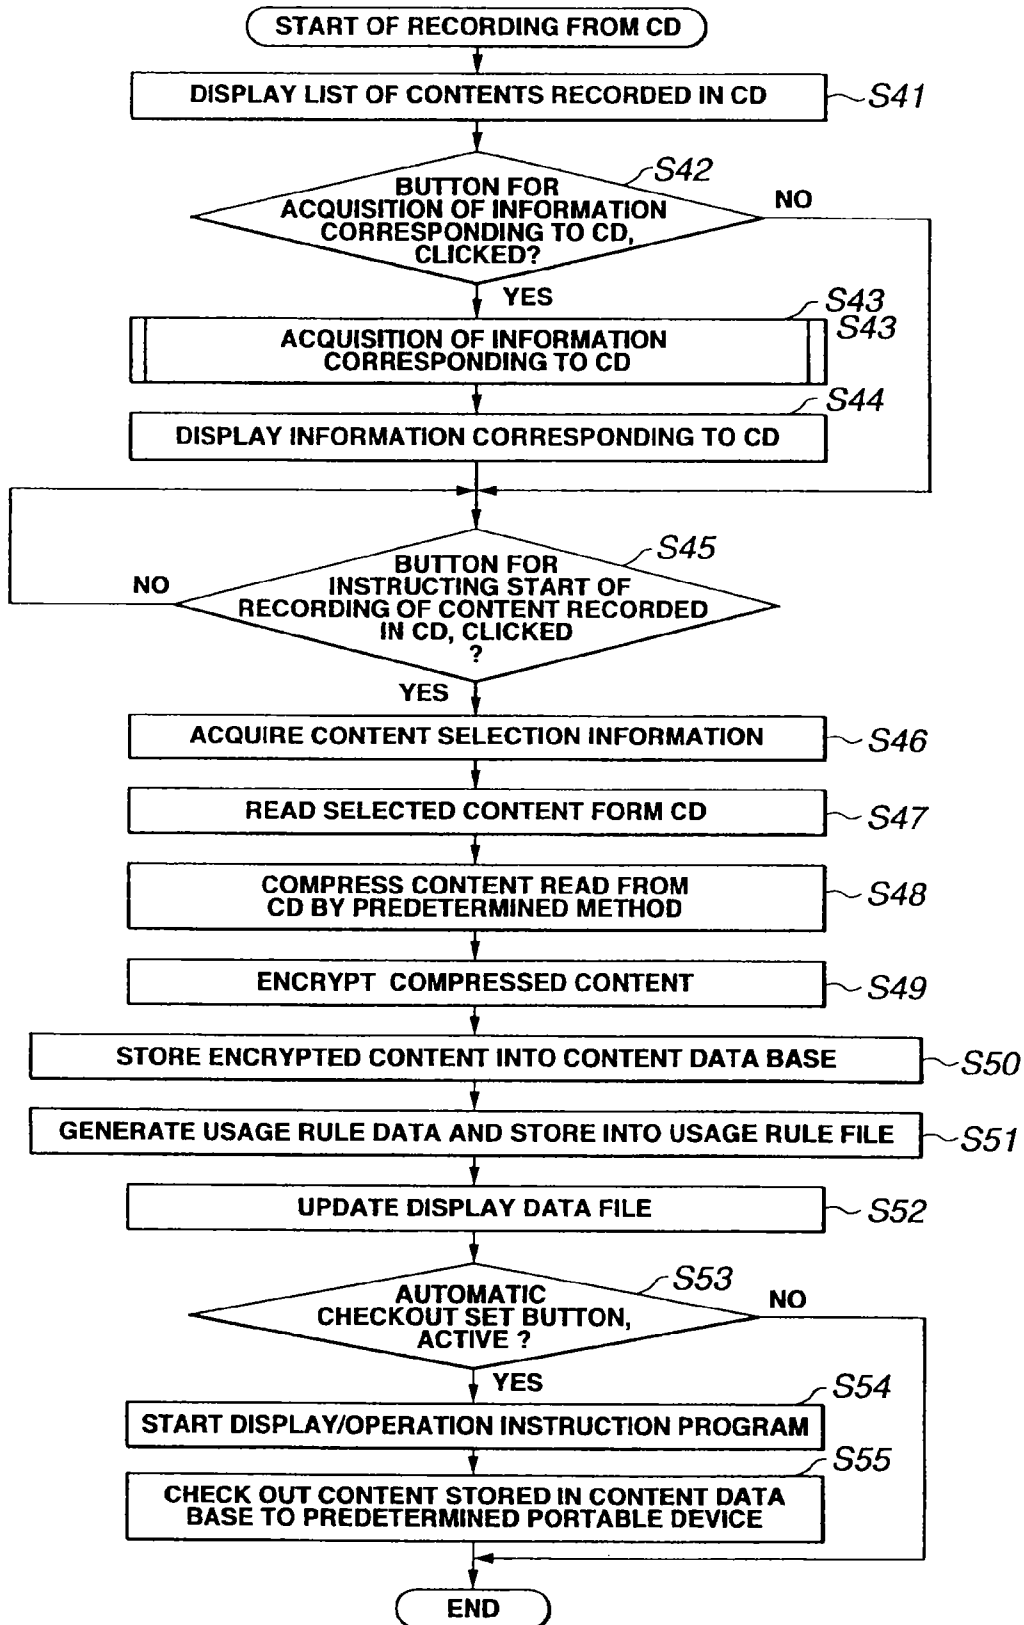 START OF RECORDING FROM CD
DISPLAY LIST OF CONTENTS RECORDED IN CD
S41
S42
BUTTON FOR
ACQUISITION OF INFORMATION
CORRESPONDING TO CD,
CLICKED?
NO
YES
S43
S43
ACQUISITION OF INFORMATION
CORRESPONDING TO CD
S44
DISPLAY INFORMATION CORRESPONDING TO CD
S45
BUTTON FOR
INSTRUCTING START OF
RECORDING OF CONTENT RECORDED
IN CD, CLICKED
?
NO
YES
ACQUIRE CONTENT SELECTION INFORMATION
S46
READ SELECTED CONTENT FORM CD
S47
COMPRESS CONTENT READ FROM
CD BY PREDETERMINED METHOD
S48
ENCRYPT COMPRESSED CONTENT
S49
STORE ENCRYPTED CONTENT INTO CONTENT DATA BASE
S50
GENERATE USAGE RULE DATA AND STORE INTO USAGE RULE FILE
S51
UPDATE DISPLAY DATA FILE
S52
S53
AUTOMATIC
CHECKOUT SET BUTTON,
ACTIVE ?
NO
YES
S54
START DISPLAY/OPERATION INSTRUCTION PROGRAM
S55
CHECK OUT CONTENT STORED IN CONTENT DATA
BASE TO PREDETERMINED PORTABLE DEVICE
END